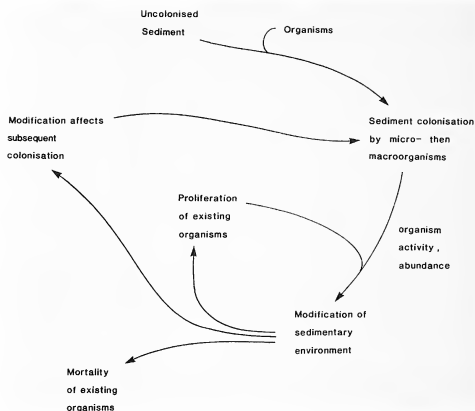 Uncolonised
Sediment
Organisms
Modification affects
subsequent
colonisation
Sediment colonisation
by micro- then
macroorganisms
Proliferation
of existing
organisms
organism
activity,
abundance
Modification of
sedimentary
environment
Mortality
of existing
organisms